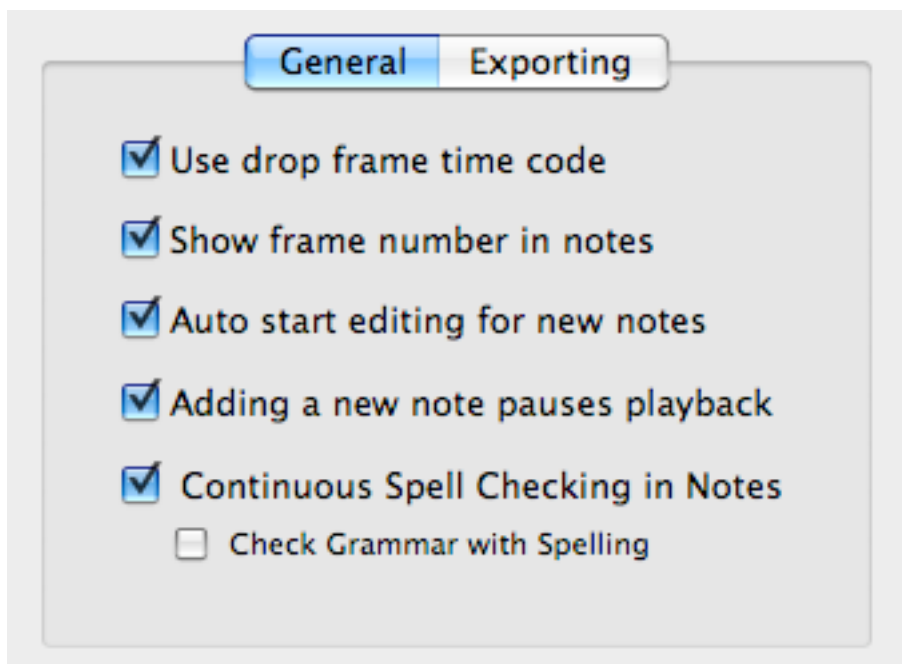 General Exporting
Use drop frame time code
Show frame number in notes
Auto start editing for new notes
Adding a new note pauses playback
Continuous Spell Checking in Notes
Check Grammar with Spelling